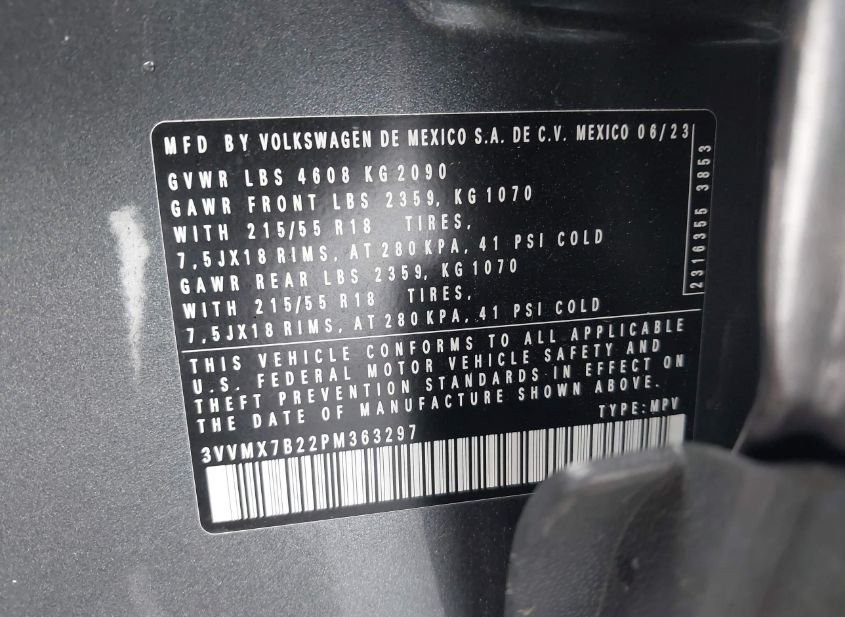 MFD BY VOLKSWAGEN DE MEXICO S.A. DE C.V. MEXICO 06/23
GVWR LBS 4608 KG 2090
GAWR FRONT LBS 2359, KG 1070
WITH 215/55 R18 TIRES,
7,5JX18 RIMS, AT 280 KPA, 41 PSI COLD
GAWR REAR LBS 2359, KG 1070
WITH 215/55 R18 TIRES,
7,5JX18 RIMS, AT 280 KPA, 41 PSI COLD
2316355 3853
THIS VEHICLE CONFORMS TO ALL APPLICABLE
U.S. FEDERAL MOTOR VEHICLE SAFETY AND
THEFT PREVENTION STANDARDS IN EFFECT ON
THE DATE OF MANUFACTURE SHOWN ABOVE.
TYPE: MPV
3VVMX7B22PM363297